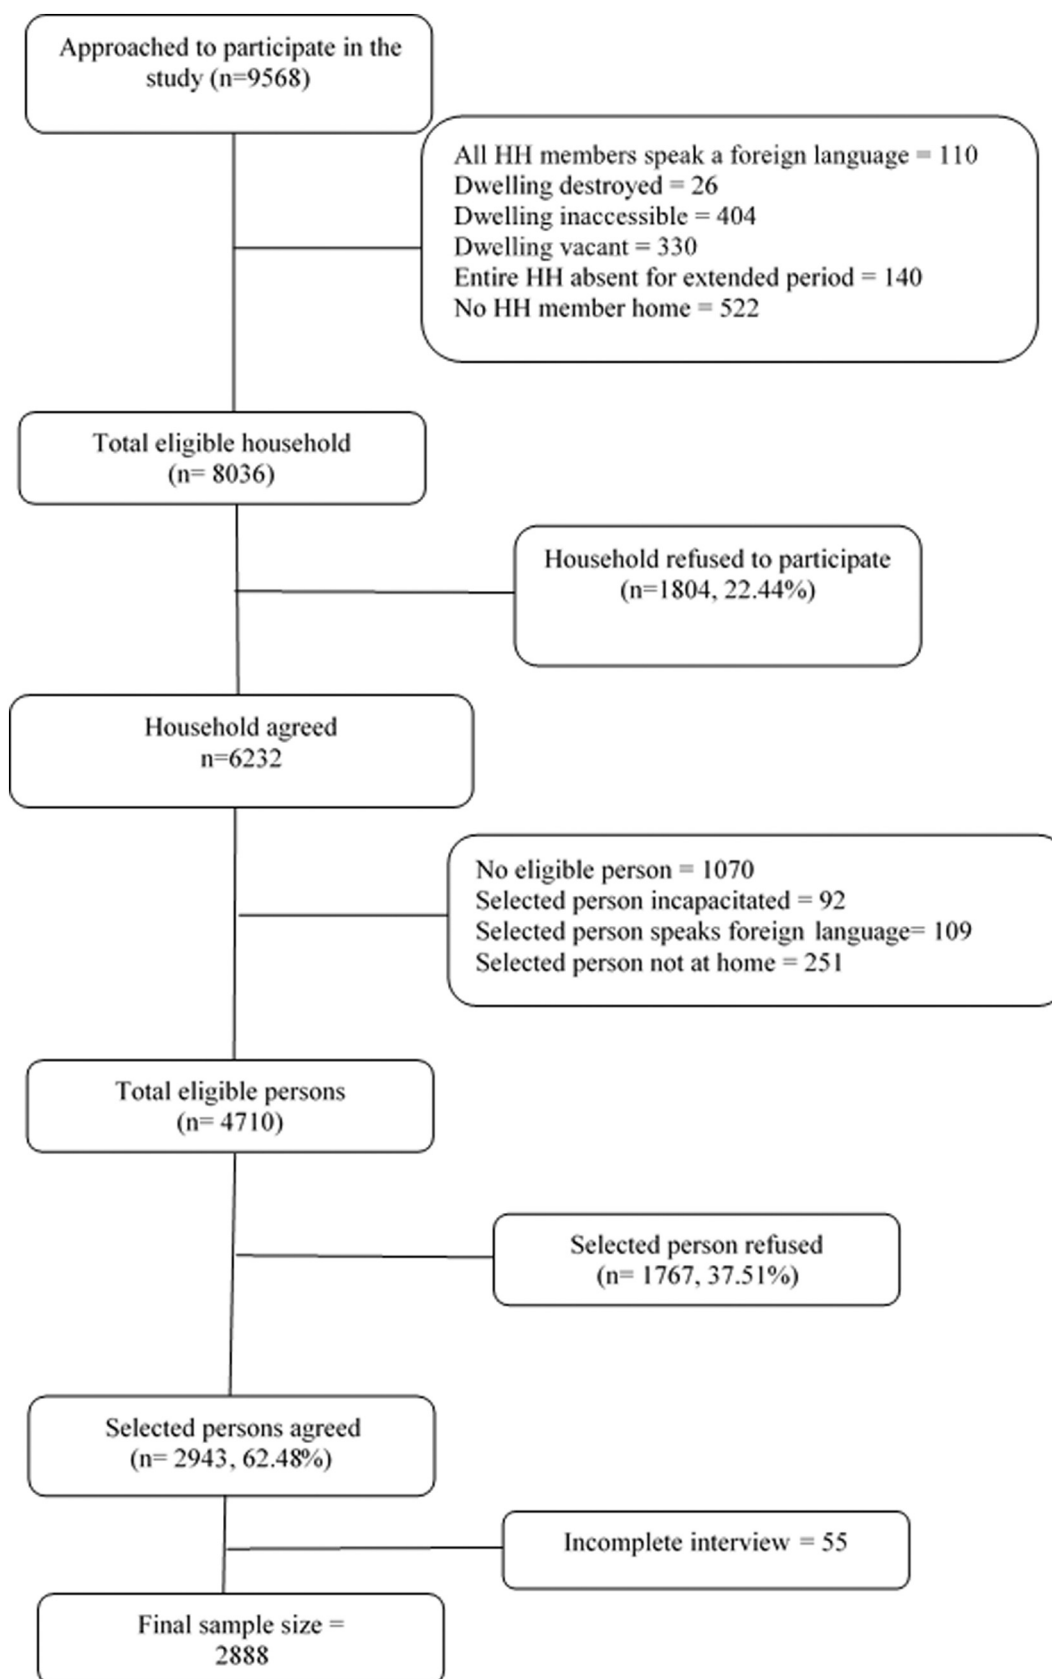 Approached to participate in the
study (n=9568)
All HH members speak a foreign language = 110
Dwelling destroyed = 26
Dwelling inaccessible = 404
Dwelling vacant = 330
Entire HH absent for extended period = 140
No HH member home = 522
Total eligible household
(n= 8036)
Household refused to participate
(n=1804, 22.44%)
Household agreed
n=6232
No eligible person = 1070
Selected person incapacitated = 92
Selected person speaks foreign language= 109
Selected person not at home = 251
Total eligible persons
(n= 4710)
Selected person refused
(n= 1767, 37.51%)
Selected persons agreed
(n= 2943, 62.48%)
Incomplete interview = 55
Final sample size =
2888